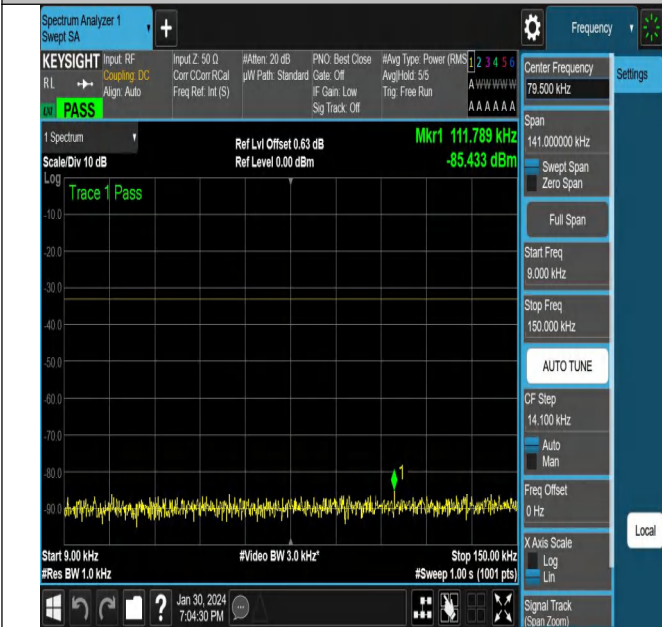 Spectrum Analyzer 1
Swept SA
Frequency
KEYSIGHT
RL
PASS
Input: RF
Coupling: DC
Align: Auto
Input Z: 50 Ω
Corr CCorr RCal
Freq Ref: Int (S)
#Atten: 20 dB
µW Path: Standard
PNO: Best Close
Gate: Off
IF Gain: Low
Sig Track: Off
#Avg Type: Power (RMS
Avg|Hold: 5/5
Trig: Free Run
1 2 3 4 5 6
A W W W W W
A A A A A A
1 Spectrum
Scale/Div 10 dB
Log
Ref Lvl Offset 0.63 dB
Ref Level 0.00 dBm
Mkr1 111.789 kHz
-85.433 dBm
Trace 1 Pass
-10.0
-20.0
-30.0
-40.0
-50.0
-60.0
-70.0
-80.0
-90.0
1
Start 9.00 kHz
#Res BW 1.0 kHz
#Video BW 3.0 kHz*
Stop 150.00 kHz
#Sweep 1.00 s (1001 pts)
Jan 30, 2024
7:04:30 PM
Center Frequency
79.500 kHz
Settings
Span
141.000000 kHz
Swept Span
Zero Span
Full Span
Start Freq
9.000 kHz
Stop Freq
150.000 kHz
AUTO TUNE
CF Step
14.100 kHz
Auto
Man
Freq Offset
0 Hz
Local
X Axis Scale
Log
Lin
Signal Track
(Span Zoom)